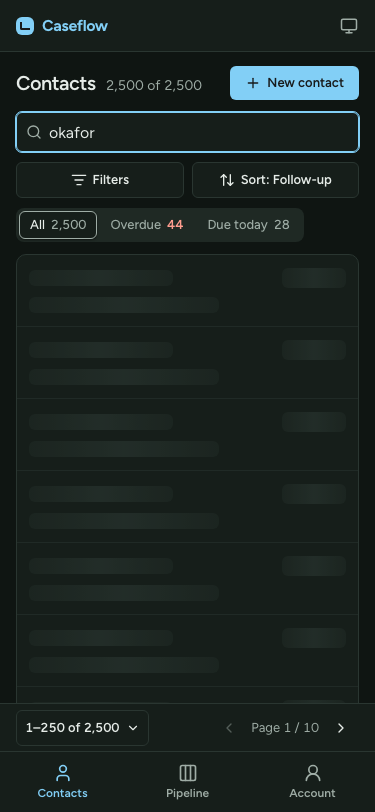 Caseflow
Contacts 2,500 of 2,500 New contact
okafor
Filters Sort: Follow-up
All 2,500 Overdue 44 Due today 28
1–250 of 2,500 Page 1 / 10
Contacts Pipeline Account